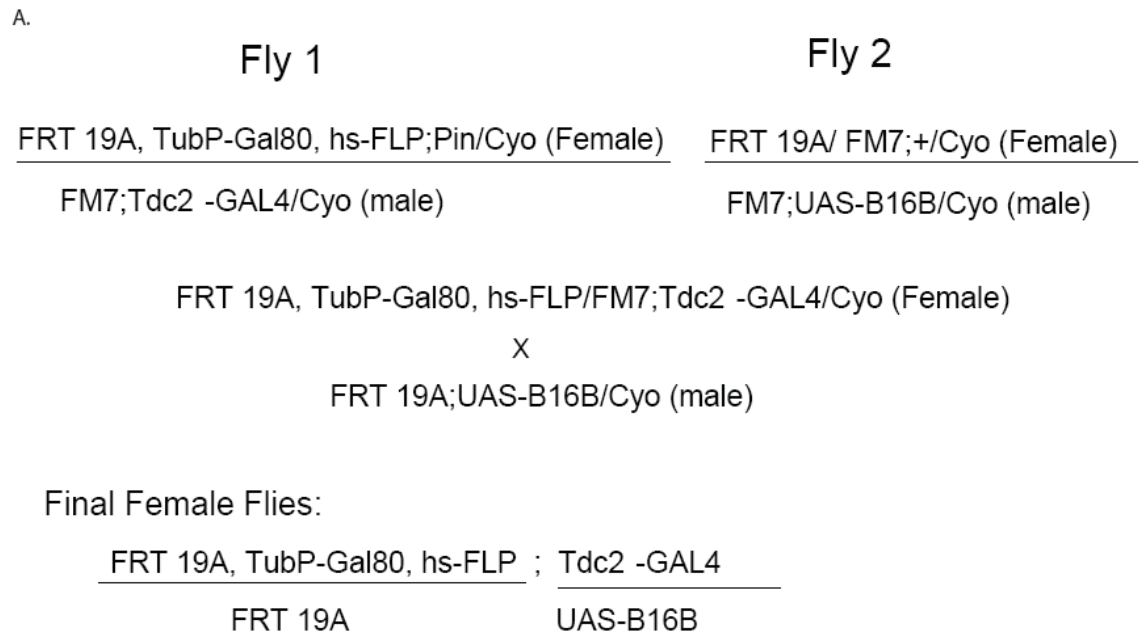 A.
Fly 1
Fly 2
FRT 19A, TubP-Gal80, hs-FLP;Pin/Cyo (Female)
FM7;Tdc2 -GAL4/Cyo (male)
FRT 19A/ FM7;+/Cyo (Female)
FM7;UAS-B16B/Cyo (male)
FRT 19A, TubP-Gal80, hs-FLP/FM7;Tdc2 -GAL4/Cyo (Female)
X
FRT 19A;UAS-B16B/Cyo (male)
Final Female Flies:
FRT 19A, TubP-Gal80, hs-FLP ; Tdc2 -GAL4
FRT 19A UAS-B16B